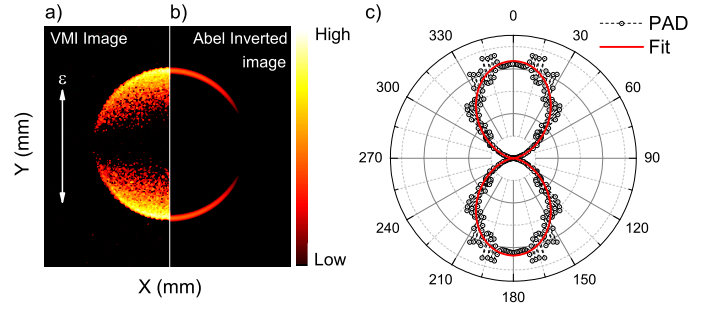 a)
VMI Image
ε
b)
Abel Inverted
image
High
Low
Y (mm)
X (mm)
c)
PAD
Fit
0
30
60
90
120
150
180
210
240
270
300
330